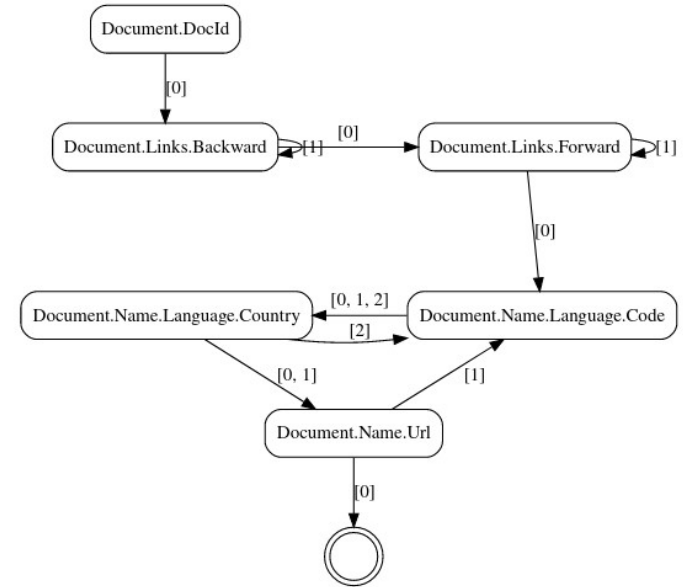 Document.DocId
[0]
Document.Links.Backward
[1]
[0]
Document.Links.Forward
[1]
[0]
Document.Name.Language.Country
[0, 1, 2]
[2]
Document.Name.Language.Code
[0, 1]
[1]
Document.Name.Url
[0]